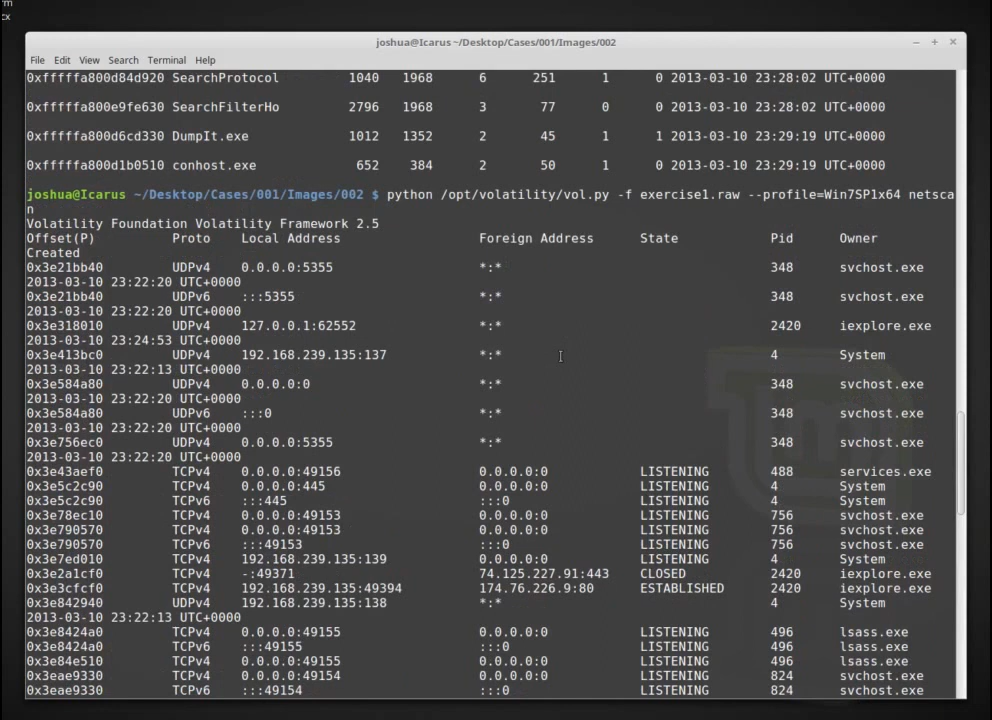 rm
cx
joshua@Icarus ~/Desktop/Cases/001/Images/002
File Edit View Search Terminal Help
0xfffffa800d84d920 SearchProtocol 1040 1968 6 251 1 0 2013-03-10 23:28:02 UTC+0000
0xfffffa800e9fe630 SearchFilterHo 2796 1968 3 77 0 0 2013-03-10 23:28:02 UTC+0000
0xfffffa800d6cd330 DumpIt.exe 1012 1352 2 45 1 1 2013-03-10 23:29:19 UTC+0000
0xfffffa800d1b0510 conhost.exe 652 384 2 50 1 0 2013-03-10 23:29:19 UTC+0000
joshua@Icarus ~/Desktop/Cases/001/Images/002 $ python /opt/volatility/vol.py -f exercise1.raw --profile=Win7SP1x64 netsca
n
Volatility Foundation Volatility Framework 2.5
Offset(P) Proto Local Address Foreign Address State Pid Owner
Created
0x3e21bb40 UDPv4 0.0.0.0:5355 *:* 348 svchost.exe
2013-03-10 23:22:20 UTC+0000
0x3e21bb40 UDPv6 :::5355 *:* 348 svchost.exe
2013-03-10 23:22:20 UTC+0000
0x3e318010 UDPv4 127.0.0.1:62552 *:* 2420 iexplore.exe
2013-03-10 23:24:53 UTC+0000
0x3e413bc0 UDPv4 192.168.239.135:137 *:* 4 System
2013-03-10 23:22:13 UTC+0000
0x3e584a80 UDPv4 0.0.0.0:0 *:* 348 svchost.exe
2013-03-10 23:22:20 UTC+0000
0x3e584a80 UDPv6 :::0 *:* 348 svchost.exe
2013-03-10 23:22:20 UTC+0000
0x3e756ec0 UDPv4 0.0.0.0:5355 *:* 348 svchost.exe
2013-03-10 23:22:20 UTC+0000
0x3e43aef0 TCPv4 0.0.0.0:49156 0.0.0.0:0 LISTENING 488 services.exe
0x3e5c2c90 TCPv4 0.0.0.0:445 0.0.0.0:0 LISTENING 4 System
0x3e5c2c90 TCPv6 :::445 :::0 LISTENING 4 System
0x3e78ec10 TCPv4 0.0.0.0:49153 0.0.0.0:0 LISTENING 756 svchost.exe
0x3e790570 TCPv4 0.0.0.0:49153 0.0.0.0:0 LISTENING 756 svchost.exe
0x3e790570 TCPv6 :::49153 :::0 LISTENING 756 svchost.exe
0x3e7ed010 TCPv4 192.168.239.135:139 0.0.0.0:0 LISTENING 4 System
0x3e2a1cf0 TCPv4 -:49371 74.125.227.91:443 CLOSED 2420 iexplore.exe
0x3e3cfcf0 TCPv4 192.168.239.135:49394 174.76.226.9:80 ESTABLISHED 2420 iexplore.exe
0x3e842940 UDPv4 192.168.239.135:138 *:* 4 System
2013-03-10 23:22:13 UTC+0000
0x3e8424a0 TCPv4 0.0.0.0:49155 0.0.0.0:0 LISTENING 496 lsass.exe
0x3e8424a0 TCPv6 :::49155 :::0 LISTENING 496 lsass.exe
0x3e84e510 TCPv4 0.0.0.0:49155 0.0.0.0:0 LISTENING 496 lsass.exe
0x3eae9330 TCPv4 0.0.0.0:49154 0.0.0.0:0 LISTENING 824 svchost.exe
0x3eae9330 TCPv6 :::49154 :::0 LISTENING 824 svchost.exe